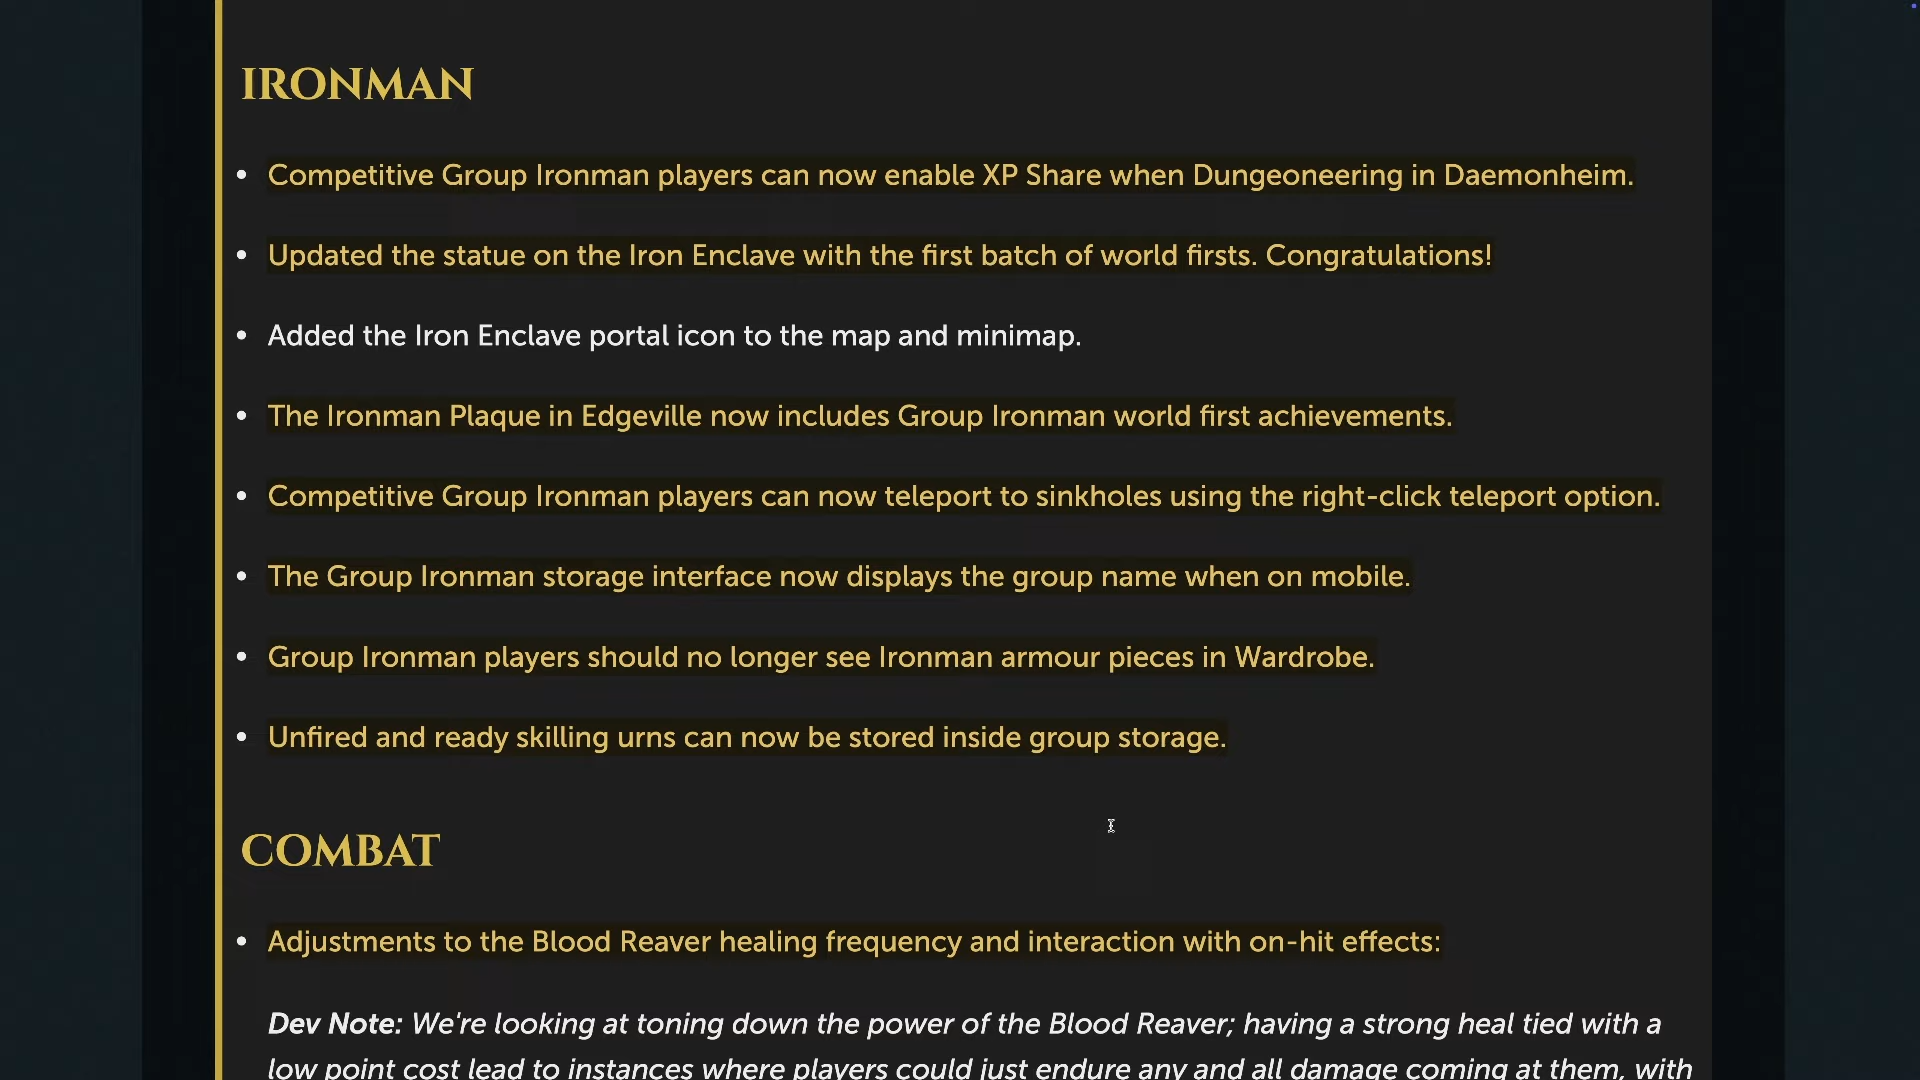 IRONMAN
• Competitive Group Ironman players can now enable XP Share when Dungeoneering in Daemonheim.
• Updated the statue on the Iron Enclave with the first batch of world firsts. Congratulations!
• Added the Iron Enclave portal icon to the map and minimap.
• The Ironman Plaque in Edgeville now includes Group Ironman world first achievements.
• Competitive Group Ironman players can now teleport to sinkholes using the right-click teleport option.
• The Group Ironman storage interface now displays the group name when on mobile.
• Group Ironman players should no longer see Ironman armour pieces in Wardrobe.
• Unfired and ready skilling urns can now be stored inside group storage.
COMBAT
• Adjustments to the Blood Reaver healing frequency and interaction with on-hit effects:
Dev Note: We're looking at toning down the power of the Blood Reaver; having a strong heal tied with a
low point cost lead to instances where players could just endure any and all damage coming at them, with